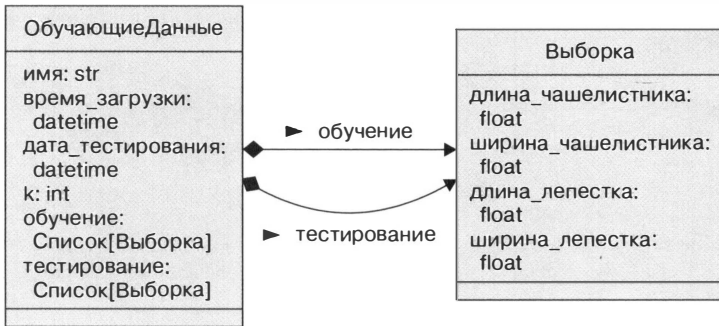 ОбучающиеДанные
имя: str
время_загрузки:
datetime
дата_тестирования:
datetime
k: int
обучение:
Список[Выборка]
тестирование:
Список[Выборка]
► обучение
► тестирование
Выборка
длина_чашелистника:
float
ширина_чашелистника:
float
длина_лепестка:
float
ширина_лепестка:
float